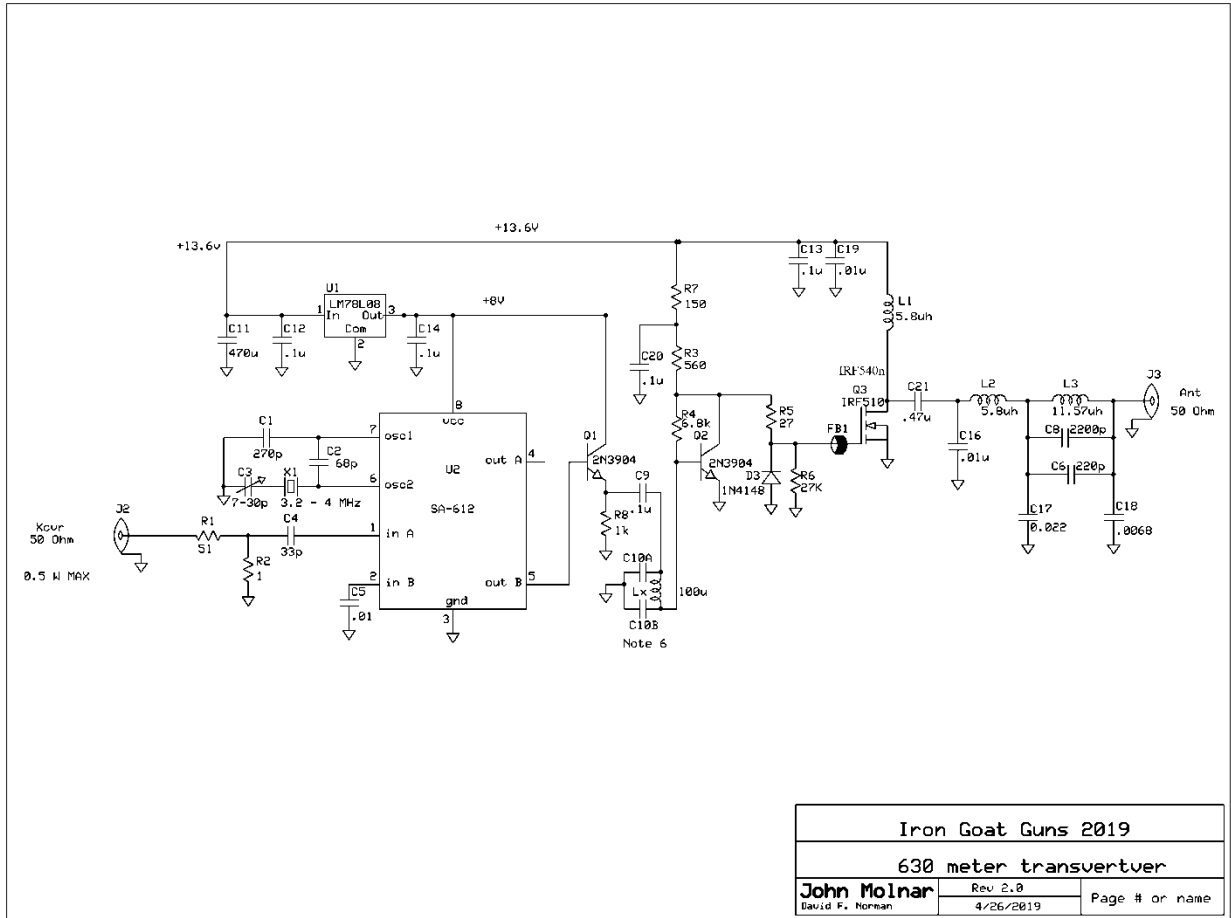 +13.6v
+13.6V
C13
.1u
C19
.01u
R7
150
L1
5.8uh
U1
LM78L08
1
3
In
Out
Com
2
+8V
C11
470u
C12
.1u
C14
.1u
C20
.1u
R3
560
IRF540n
Q3
IRF510
C21
.47u
L2
5.8uh
L3
11.57uh
J3
Ant
50 Ohm
R4
6.8k
R5
27
FB1
C8
2200p
C6
220p
C16
.01u
8
vcc
C1
270p
7
osc1
C2
68p
U2
out A
4
Q1
2N3904
Q2
2N3904
C3
7-30p
X1
3.2 - 4 MHz
6
osc2
SA-612
C9
.1u
D3
1N4148
R6
27K
C17
0.022
C18
.0068
J2
Xcvr
50 Ohm
0.5 W MAX
R1
51
R2
1
C4
33p
1
in A
R8
1k
C5
.01
2
in B
out B
5
gnd
3
C10A
Lx
100u
C10B
Note 6
Iron Goat Guns 2019
630 meter transvertver
John Molnar
David F. Norman
Rev 2.0
4/26/2019
Page # or name